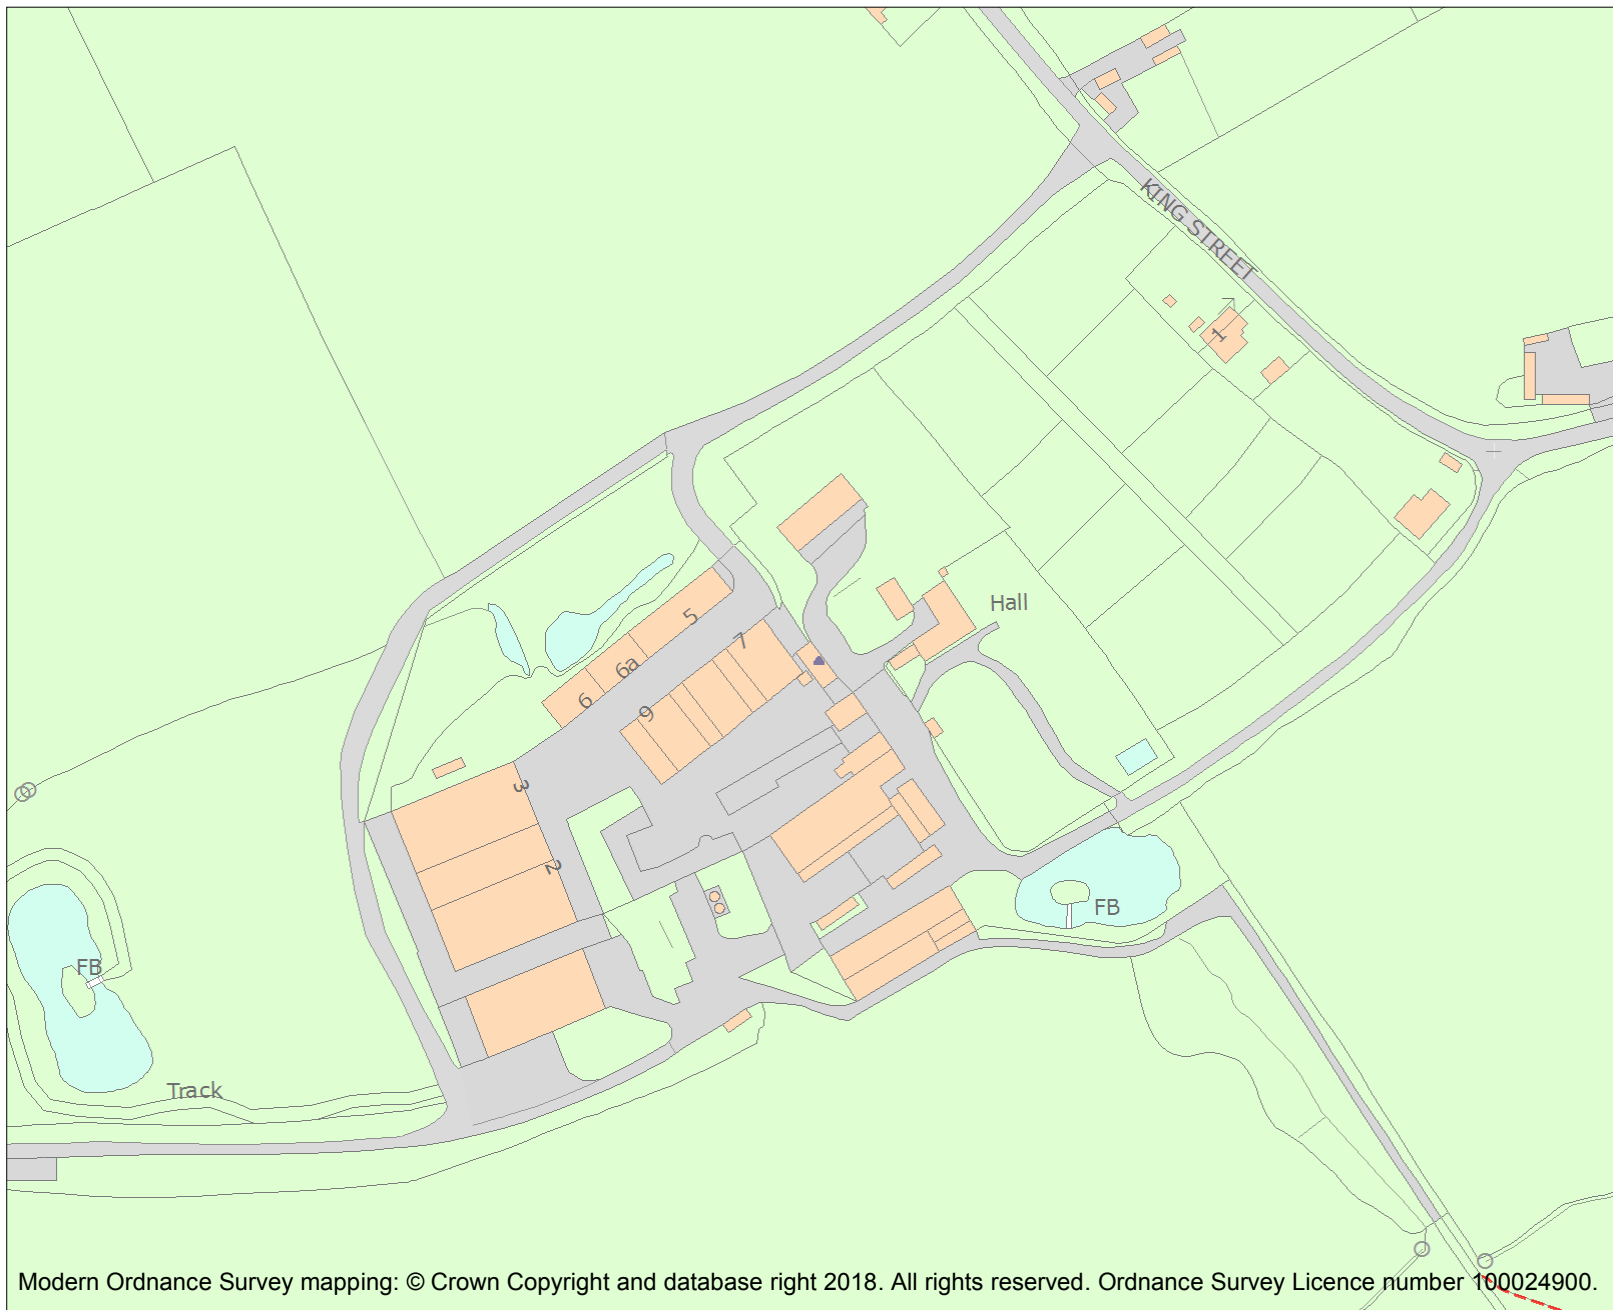 KING STREET
1
Hall
5
7
6a
6
9
3
2
FB
FB
Track
Modern Ordnance Survey mapping: © Crown Copyright and database right 2018. All rights reserved. Ordnance Survey Licence number 100024900.